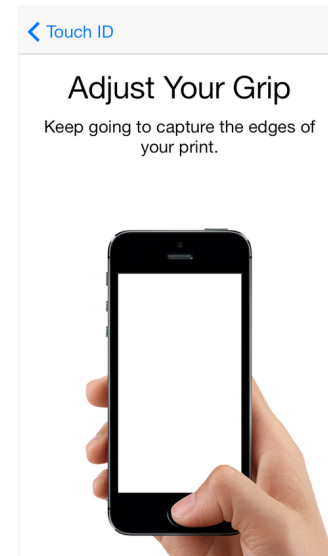 Touch ID
Adjust Your Grip
Keep going to capture the edges of
your print.